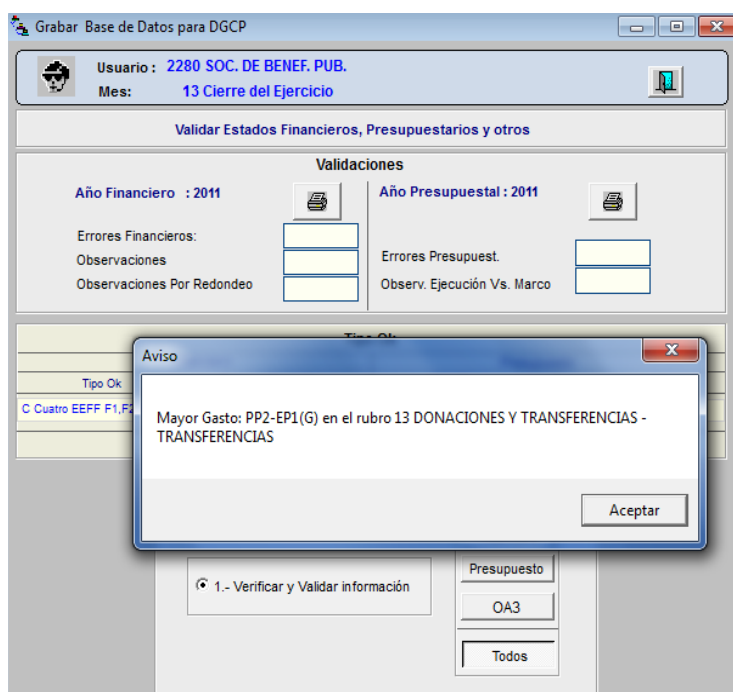 Grabar Base de Datos para DGCP
Usuario : 2280 SOC. DE BENEF. PUB.
Mes: 13 Cierre del Ejercicio
Validar Estados Financieros, Presupuestarios y otros
Validaciones
Año Financiero : 2011
Año Presupuestal : 2011
Errores Financieros:
Observaciones
Errores Presupuest.
Observaciones Por Redondeo
Observ. Ejecución Vs. Marco
Tipo Ok
Aviso
Tipo Ok
C Cuatro EEFF F1,F2
Mayor Gasto: PP2-EP1(G) en el rubro 13 DONACIONES Y TRANSFERENCIAS -
TRANSFERENCIAS
Aceptar
Presupuesto
1.- Verificar y Validar información
OA3
Todos